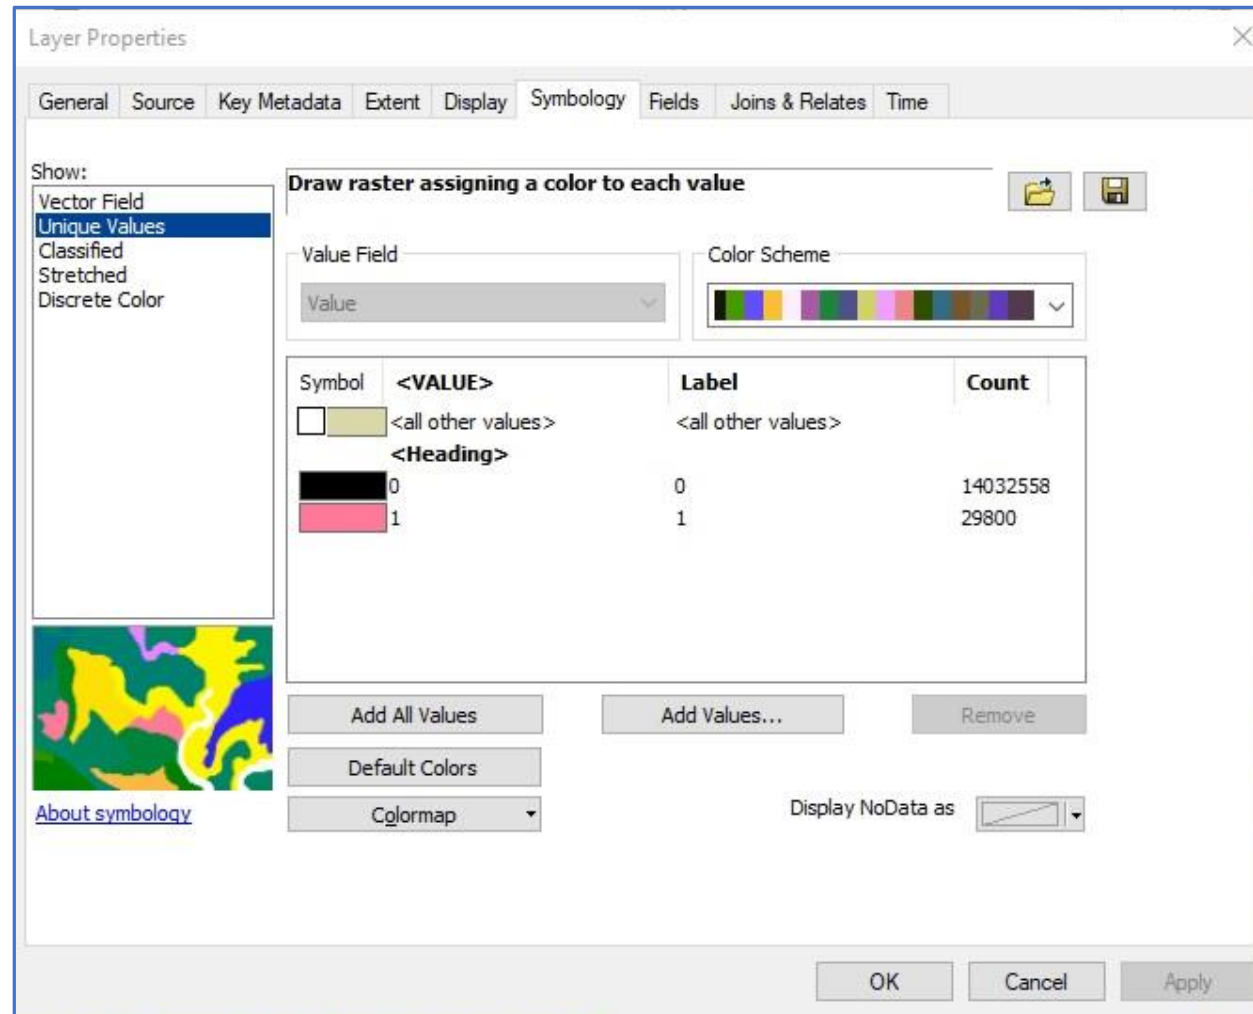 Layer Properties
General Source Key Metadata Extent Display Symbology Fields Joins & Relates Time
Show:
Vector Field
Unique Values
Classified
Stretched
Discrete Color
About symbology
Draw raster assigning a color to each value
Value Field
Value
Color Scheme
Symbol <VALUE> Label Count
<all other values> <all other values>
<Heading>
0 0 14032558
1 1 29800
Add All Values Add Values... Remove
Default Colors
Colormap Display NoData as
OK Cancel Apply